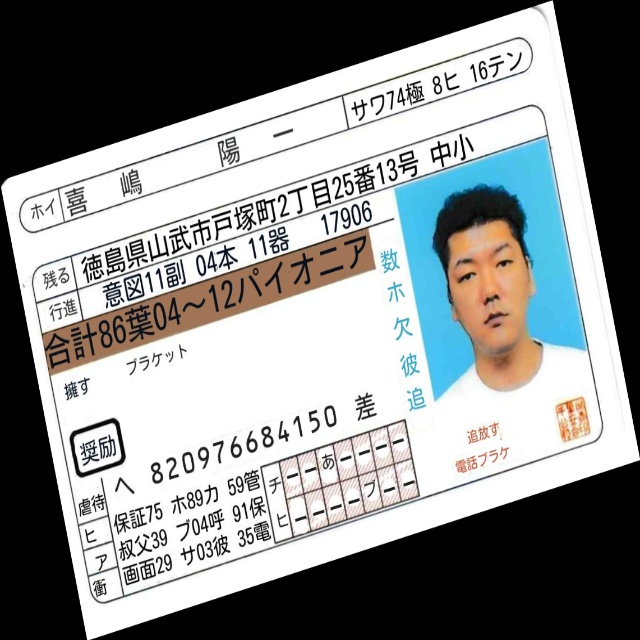 ホイ 喜嶋 陽一 サワ74極 8ヒ 16テン
残る 徳島県山武市戸塚町2丁目25番13号 中小
行進 意図11副 04本 11器 17906
合計86葉04〜12パイオニア
擁す ブラケット
数ホ欠彼追
奨励
へ 820976684150 差
虐待 保証75 ホ89カ 59管
ヒ 叔父39 ブ04呼 91保
ア 画面29 サ03彼 35電
衝
チ ーーあーーーー
ヒ ーーーーブーー
追放す
電話ブラケ